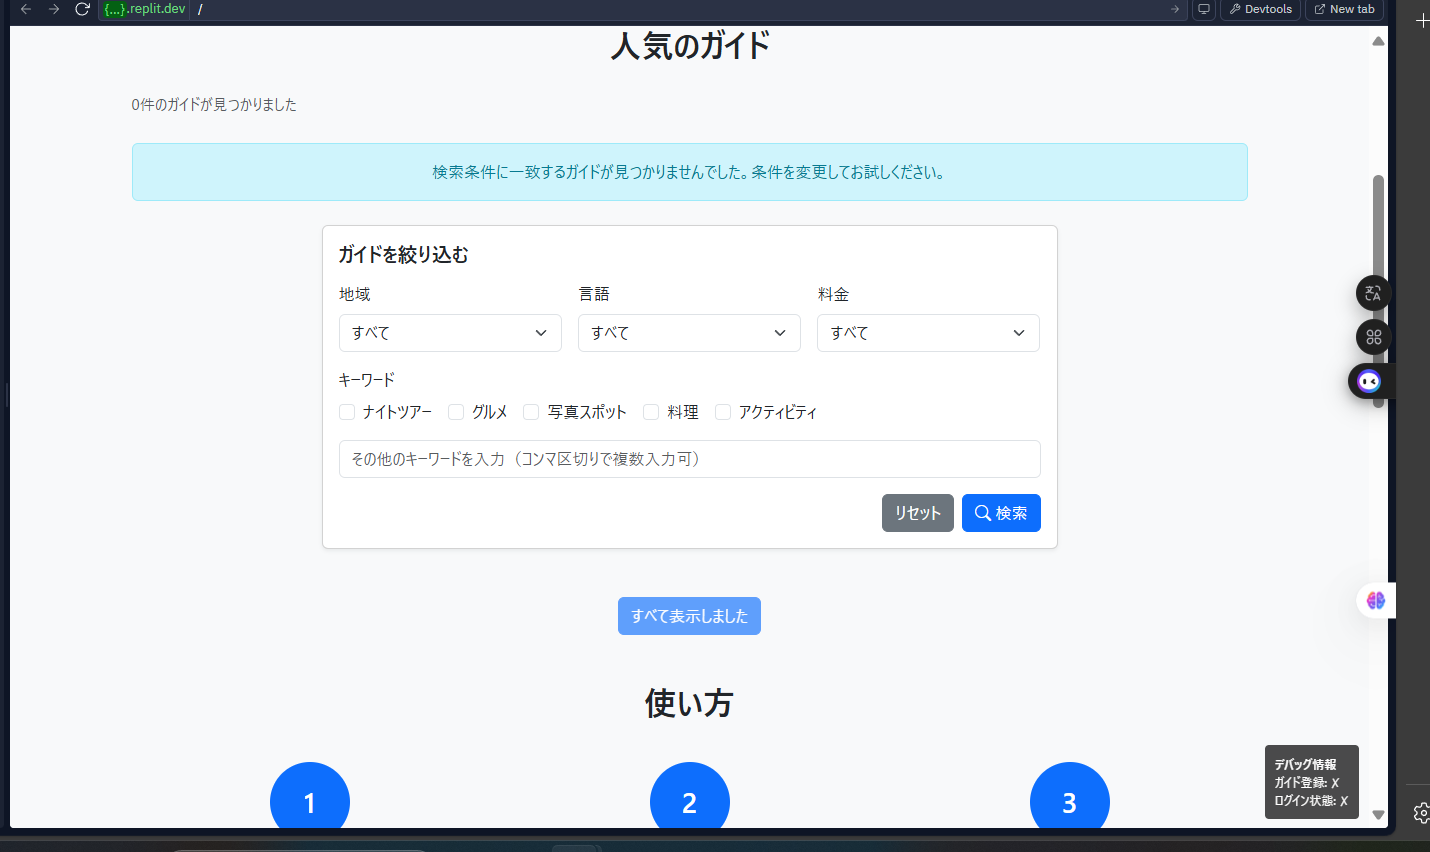 {...}.replit.dev /
Devtools
New tab
人気のガイド
0件のガイドが見つかりました
検索条件に一致するガイドが見つかりませんでした。条件を変更してお試しください。
ガイドを絞り込む
地域 言語 料金
すべて すべて すべて
キーワード
ナイトツアー グルメ 写真スポット 料理 アクティビティ
その他のキーワードを入力（コンマ区切りで複数入力可）
リセット 検索
すべて表示しました
使い方
1 2 3
デバッグ情報
ガイド登録: ✗
ログイン状態: ✗